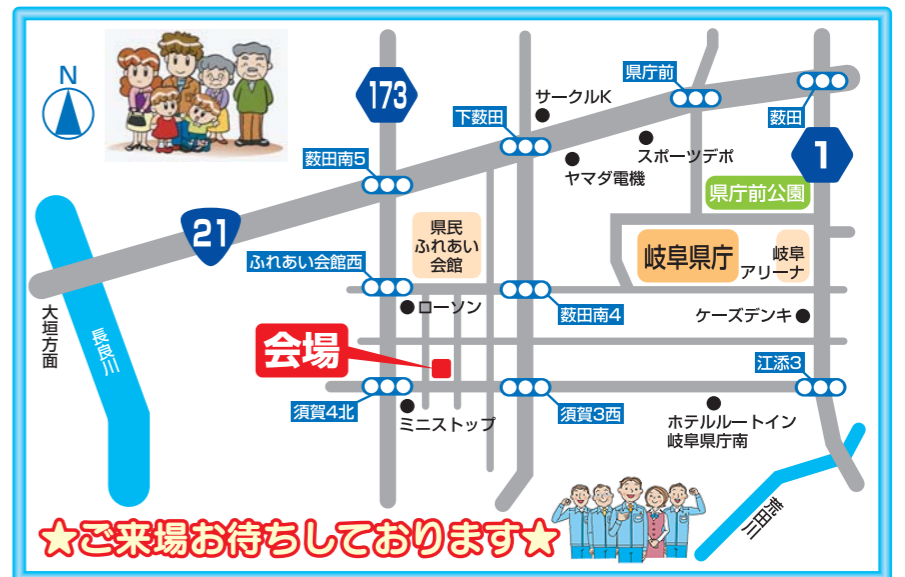 N
173
県庁前
サークルK
下薮田
薮田
スポーツデポ
ヤマダ電機
薮田南5
1
県庁前公園
21
県民
ふれあい
会館
岐阜県庁
岐阜
アリーナ
ふれあい会館西
ローソン
薮田南4
ケーズデンキ
大垣方面
長良川
会場
江添3
須賀4北
ミニストップ
須賀3西
ホテルルートイン
岐阜県庁南
荒田川
★ご来場お待ちしております★